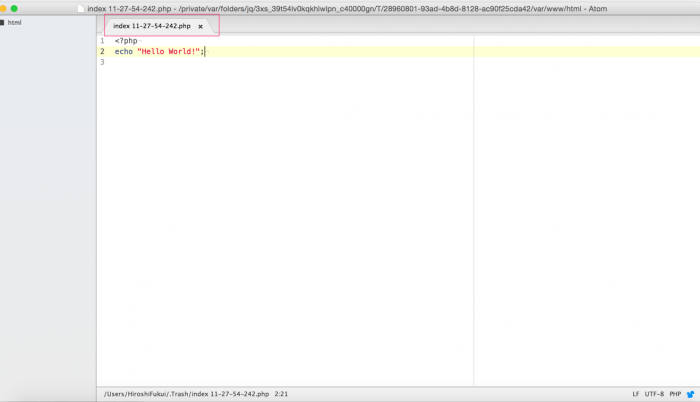 index 11-27-54-242.php - /private/var/folders/jq/3xs_39t54lv0kqkhlwlpn_c40000gn/T/28960801-93ad-4b8d-8128-ac90f25cda42/var/www/html - Atom
html
index 11-27-54-242.php ×
1 <?php
2 echo "Hello World!";
3
/Users/HiroshiFukui/.Trash/index 11-27-54-242.php 2:21
LF UTF-8 PHP